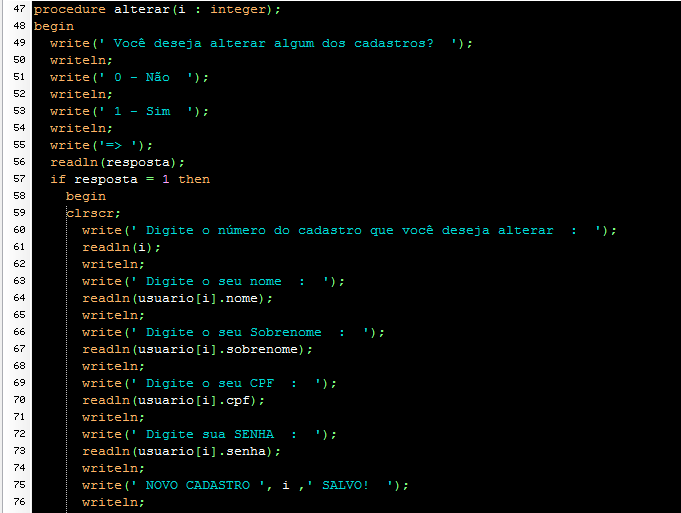 47 procedure alterar(i : integer);
48 begin
49 write(' Você deseja alterar algum dos cadastros?  ');
50 writeln;
51 write(' 0 - Não  ');
52 writeln;
53 write(' 1 - Sim  ');
54 writeln;
55 write('=> ');
56 readln(resposta);
57 if resposta = 1 then
58 begin
59 clrscr;
60 write(' Digite o número do cadastro que você deseja alterar  :  ');
61 readln(i);
62 writeln;
63 write(' Digite o seu nome  :  ');
64 readln(usuario[i].nome);
65 writeln;
66 write(' Digite o seu Sobrenome  :  ');
67 readln(usuario[i].sobrenome);
68 writeln;
69 write(' Digite o seu CPF  :  ');
70 readln(usuario[i].cpf);
71 writeln;
72 write(' Digite sua SENHA  :  ');
73 readln(usuario[i].senha);
74 writeln;
75 write(' NOVO CADASTRO ', i ,' SALVO!  ');
76 writeln;